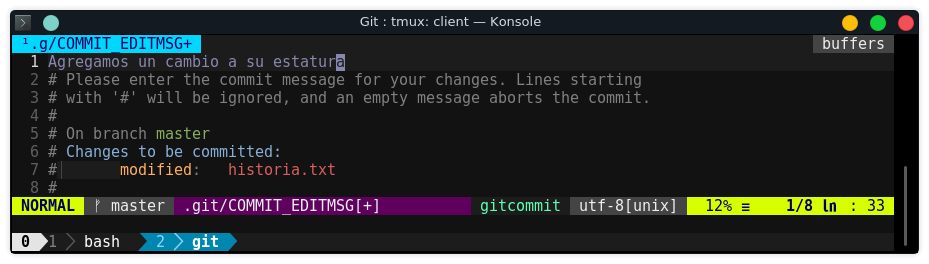 Git : tmux: client — Konsole
¹.g/COMMIT_EDITMSG+ buffers
1 Agregamos un cambio a su estatura
2 # Please enter the commit message for your changes. Lines starting
3 # with '#' will be ignored, and an empty message aborts the commit.
4 #
5 # On branch master
6 # Changes to be committed:
7 # modified: historia.txt
8 #
NORMAL ᚠ master .git/COMMIT_EDITMSG[+] gitcommit utf-8[unix] 12% ≡ 1/8 ㏑ : 33
0 1 bash 2 git